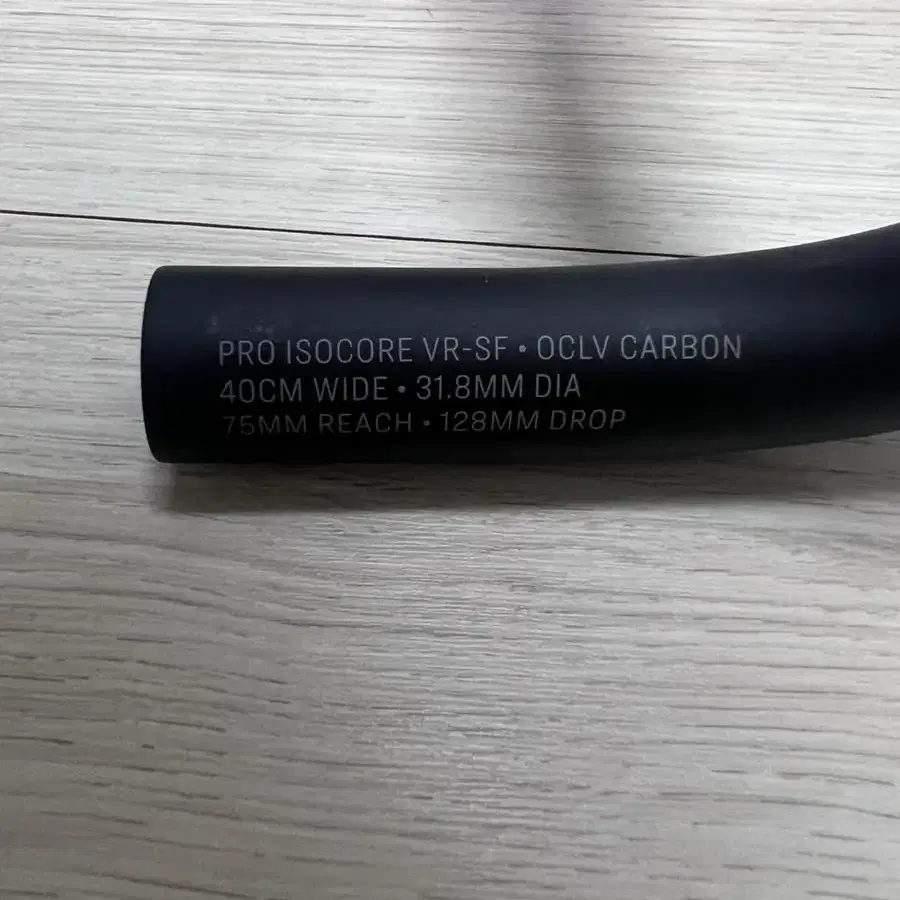 PRO ISOCORE VR-SF • OCLV CARBON
40CM WIDE • 31.8MM DIA
75MM REACH • 128MM DROP